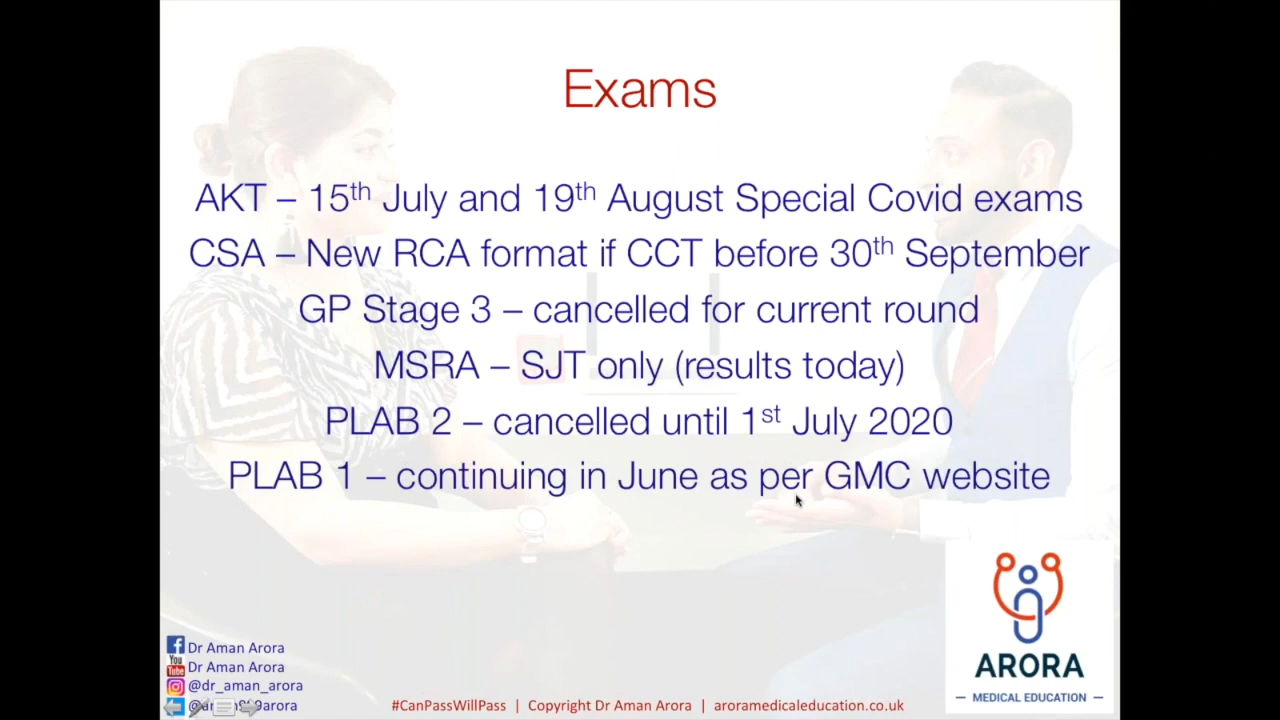 Exams
AKT – 15th July and 19th August Special Covid exams
CSA – New RCA format if CCT before 30th September
GP Stage 3 – cancelled for current round
MSRA – SJT only (results today)
PLAB 2 – cancelled until 1st July 2020
PLAB 1 – continuing in June as per GMC website
ARORA
MEDICAL EDUCATION
Dr Aman Arora
You Tube
Dr Aman Arora
@dr_aman_arora
#CanPassWillPass | Copyright Dr Aman Arora | aroramedicaleducation.co.uk